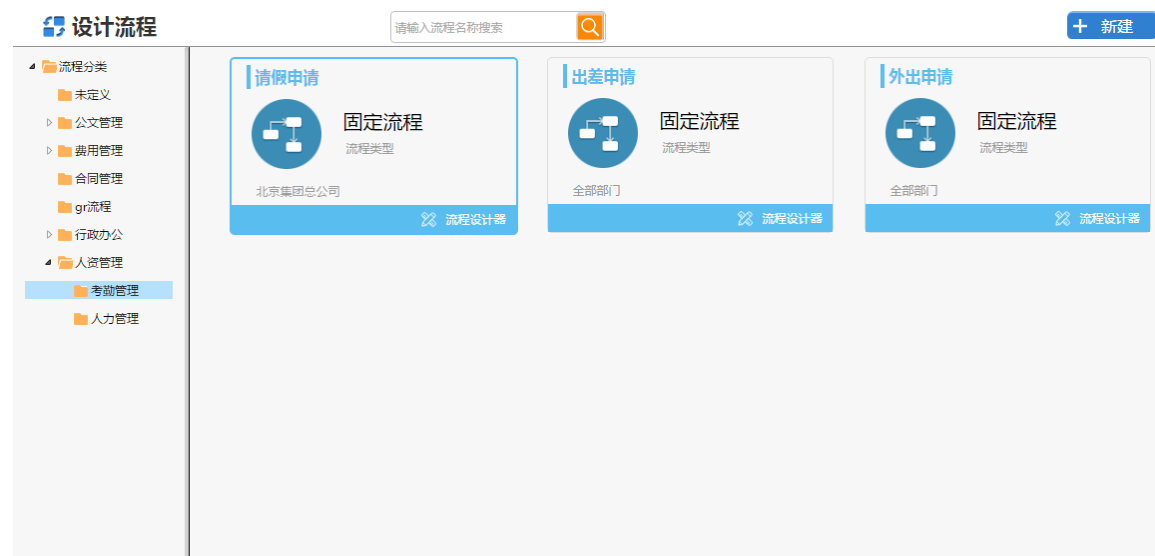 设计流程
请输入流程名称搜索
新建
流程分类
未定义
公文管理
费用管理
合同管理
gr流程
行政办公
人资管理
考勤管理
人力管理
请假申请
固定流程
流程类型
北京集团总公司
流程设计器
出差申请
固定流程
流程类型
全部部门
流程设计器
外出申请
固定流程
流程类型
全部部门
流程设计器